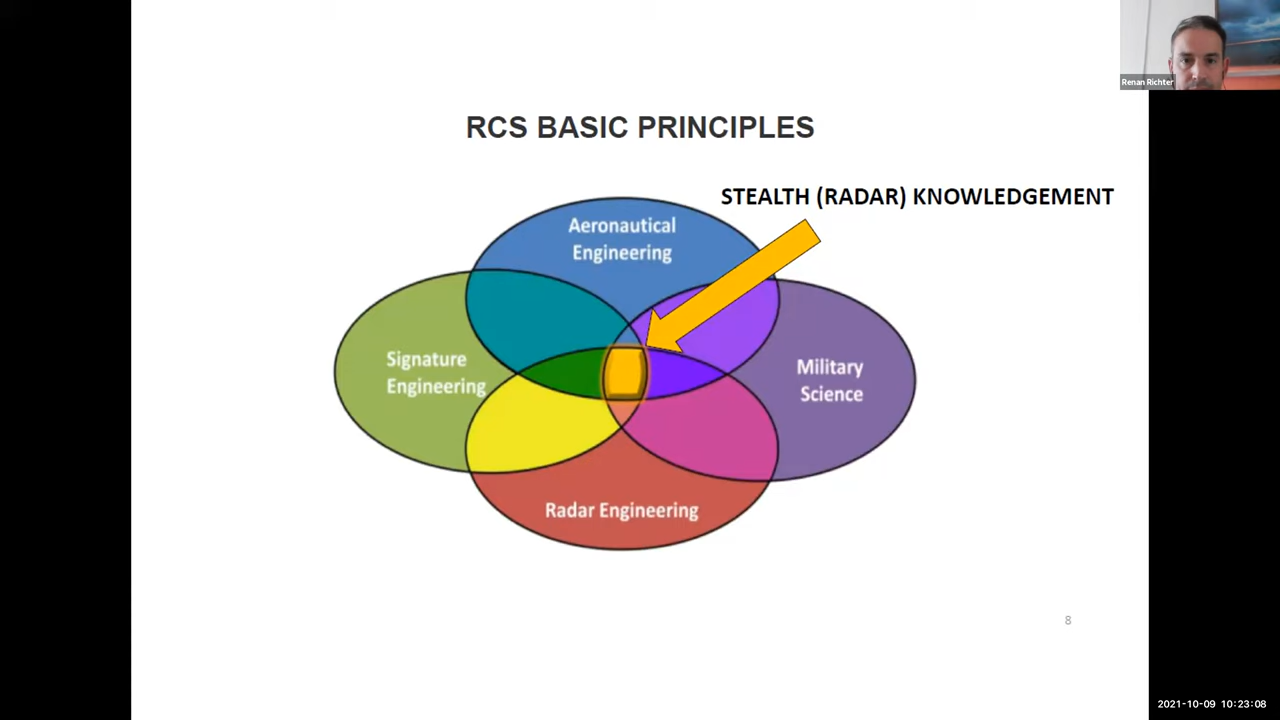 Renan Richter
RCS BASIC PRINCIPLES
STEALTH (RADAR) KNOWLEDGEMENT
Aeronautical
Engineering
Signature
Engineering
Military
Science
Radar Engineering
8
2021-10-09 10:23:08